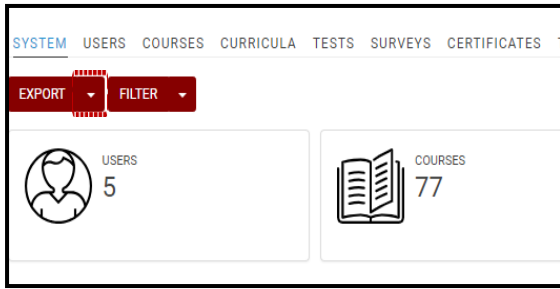 SYSTEM USERS COURSES CURRICULA TESTS SURVEYS CERTIFICATES
EXPORT FILTER
USERS
5
COURSES
77